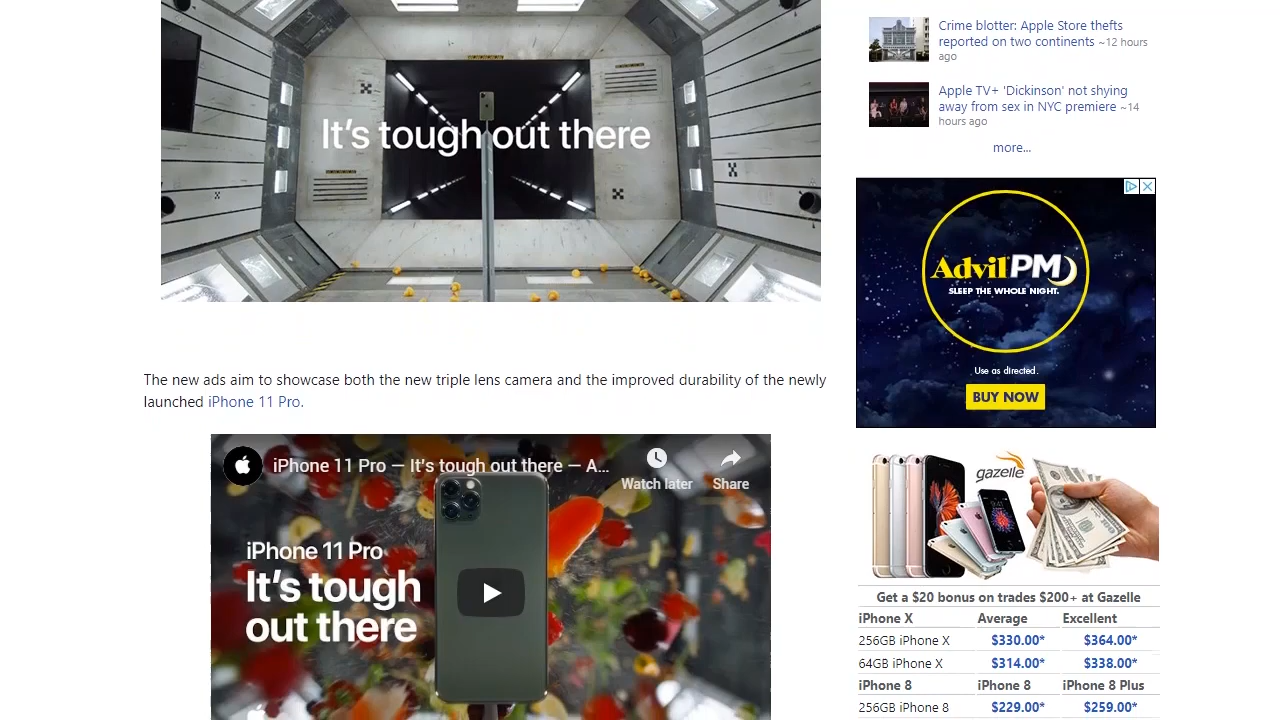 It's tough out there
The new ads aim to showcase both the new triple lens camera and the improved durability of the newly
launched iPhone 11 Pro.
iPhone 11 Pro — It's tough out there — A...
Watch later
Share
iPhone 11 Pro
It's tough
out there
Crime blotter: Apple Store thefts
reported on two continents ~12 hours
ago
Apple TV+ 'Dickinson' not shying
away from sex in NYC premiere ~14
hours ago
more...
Advil PM
SLEEP THE WHOLE NIGHT.
Use as directed.
BUY NOW
gazelle
Get a $20 bonus on trades $200+ at Gazelle
iPhone X Average Excellent
256GB iPhone X $330.00* $364.00*
64GB iPhone X $314.00* $338.00*
iPhone 8 iPhone 8 iPhone 8 Plus
256GB iPhone 8 $229.00* $259.00*